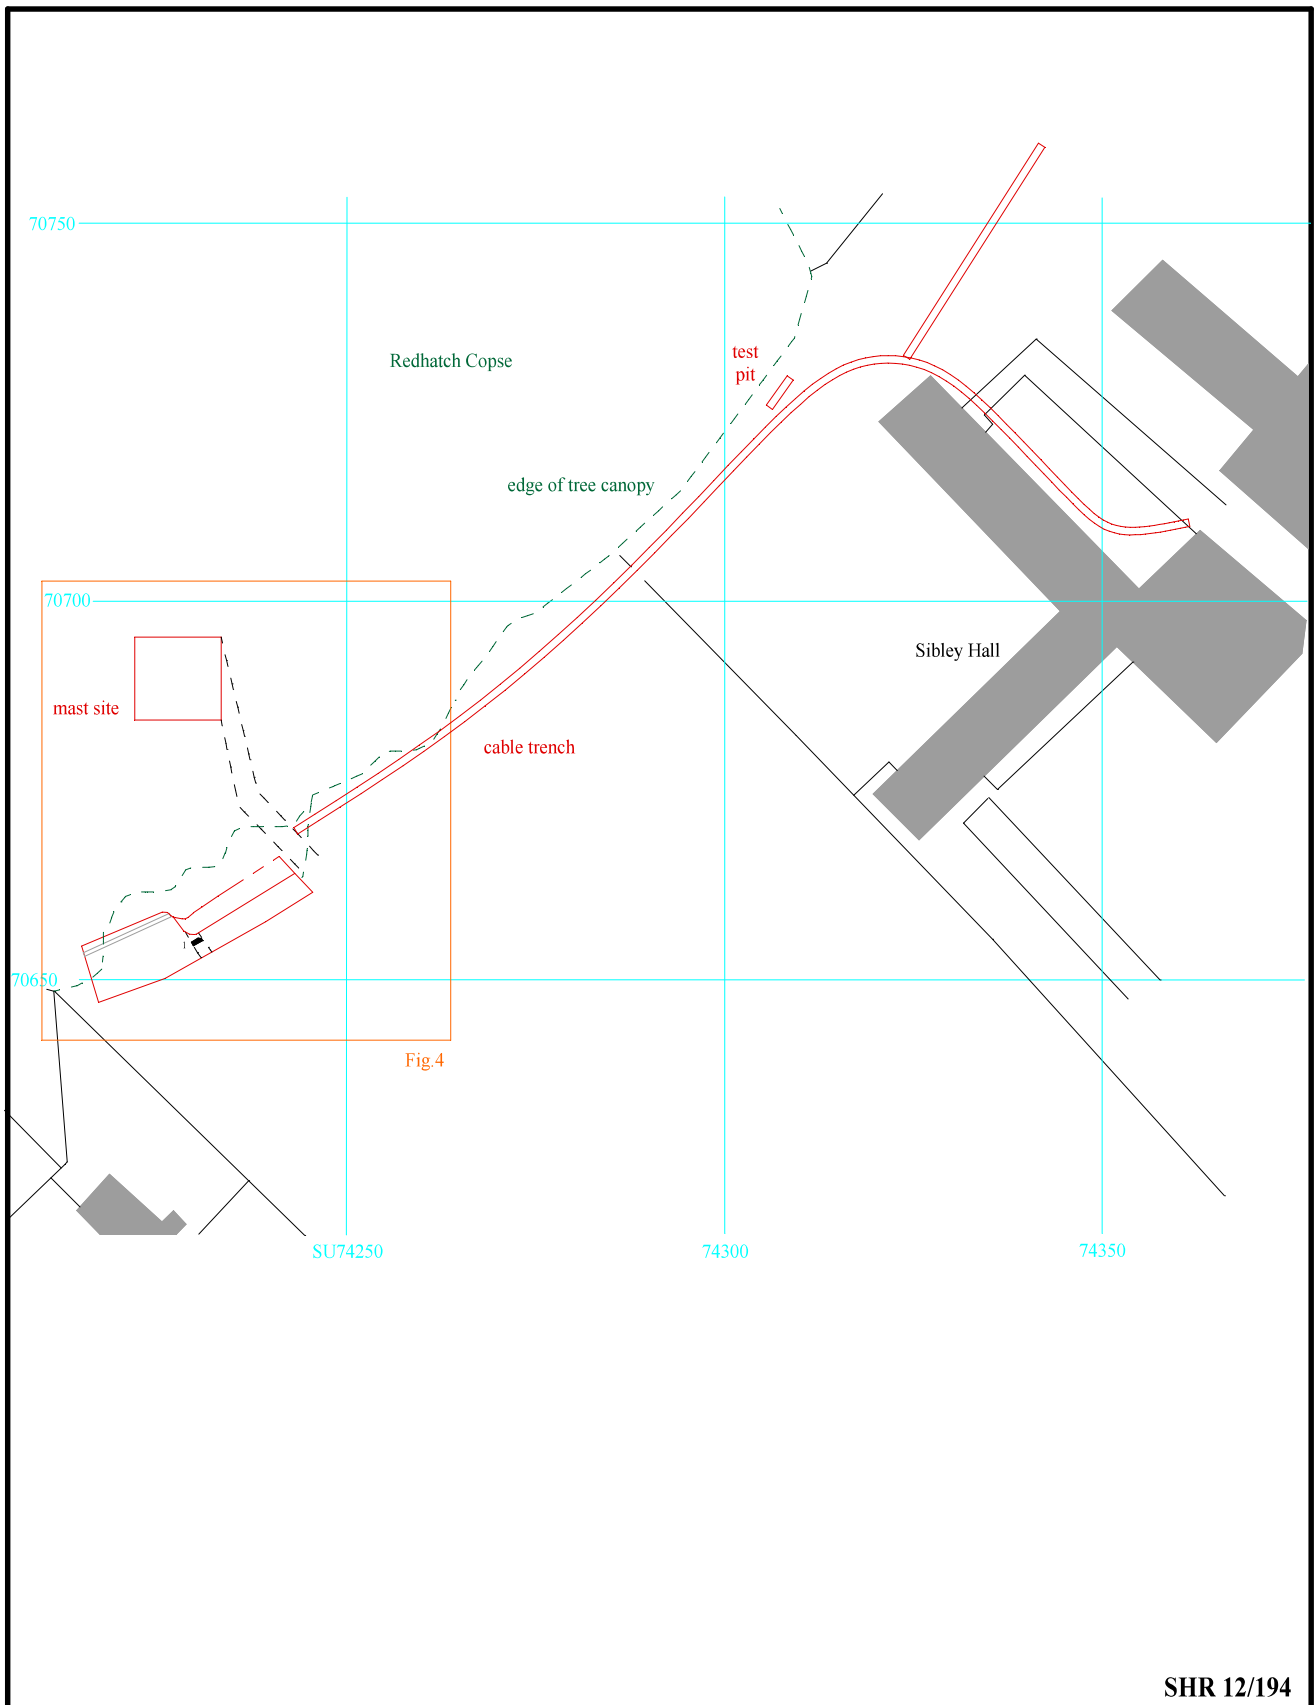 70750
test
pit
Redhatch Copse
edge of tree canopy
70700
Sibley Hall
mast site
cable trench
70650
Fig.4
SU74250
74300
74350
SHR 12/194